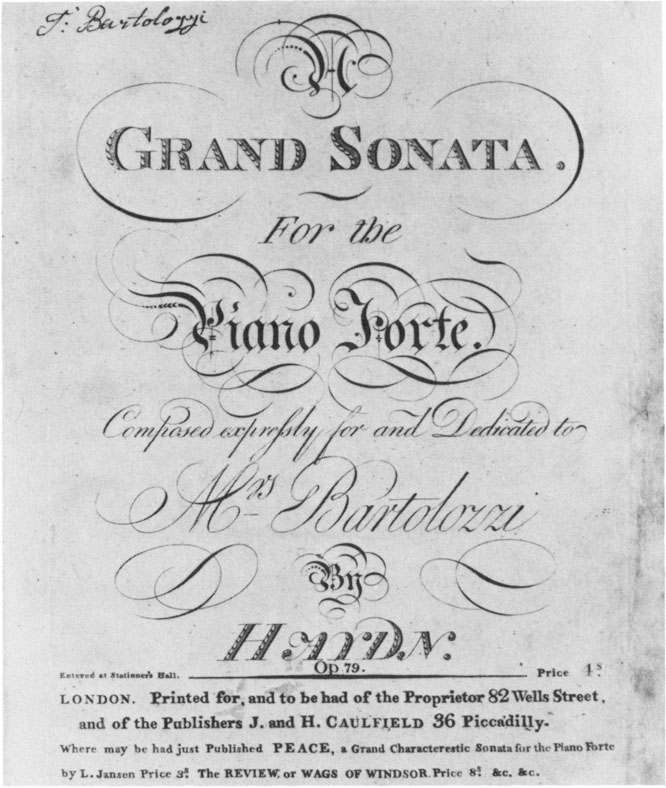 T: Bartolozzi
A
GRAND SONATA.
For the
Piano Forte.
Composed expressly for and Dedicated to
Mrs Bartolozzi
By
HAYDN.
Op 79.
Entered at Stationer's Hall. Price 4s
LONDON. Printed for, and to be had of the Proprietor 82 Wells Street,
and of the Publishers J. and H. CAULFIELD 36 Piccadilly.
Where may be had just Published PEACE, a Grand Characterestic Sonata for the Piano Forte
by L. Jansen Price 3s. The REVIEW, or WAGS OF WINDSOR. Price 8s. &c. &c.